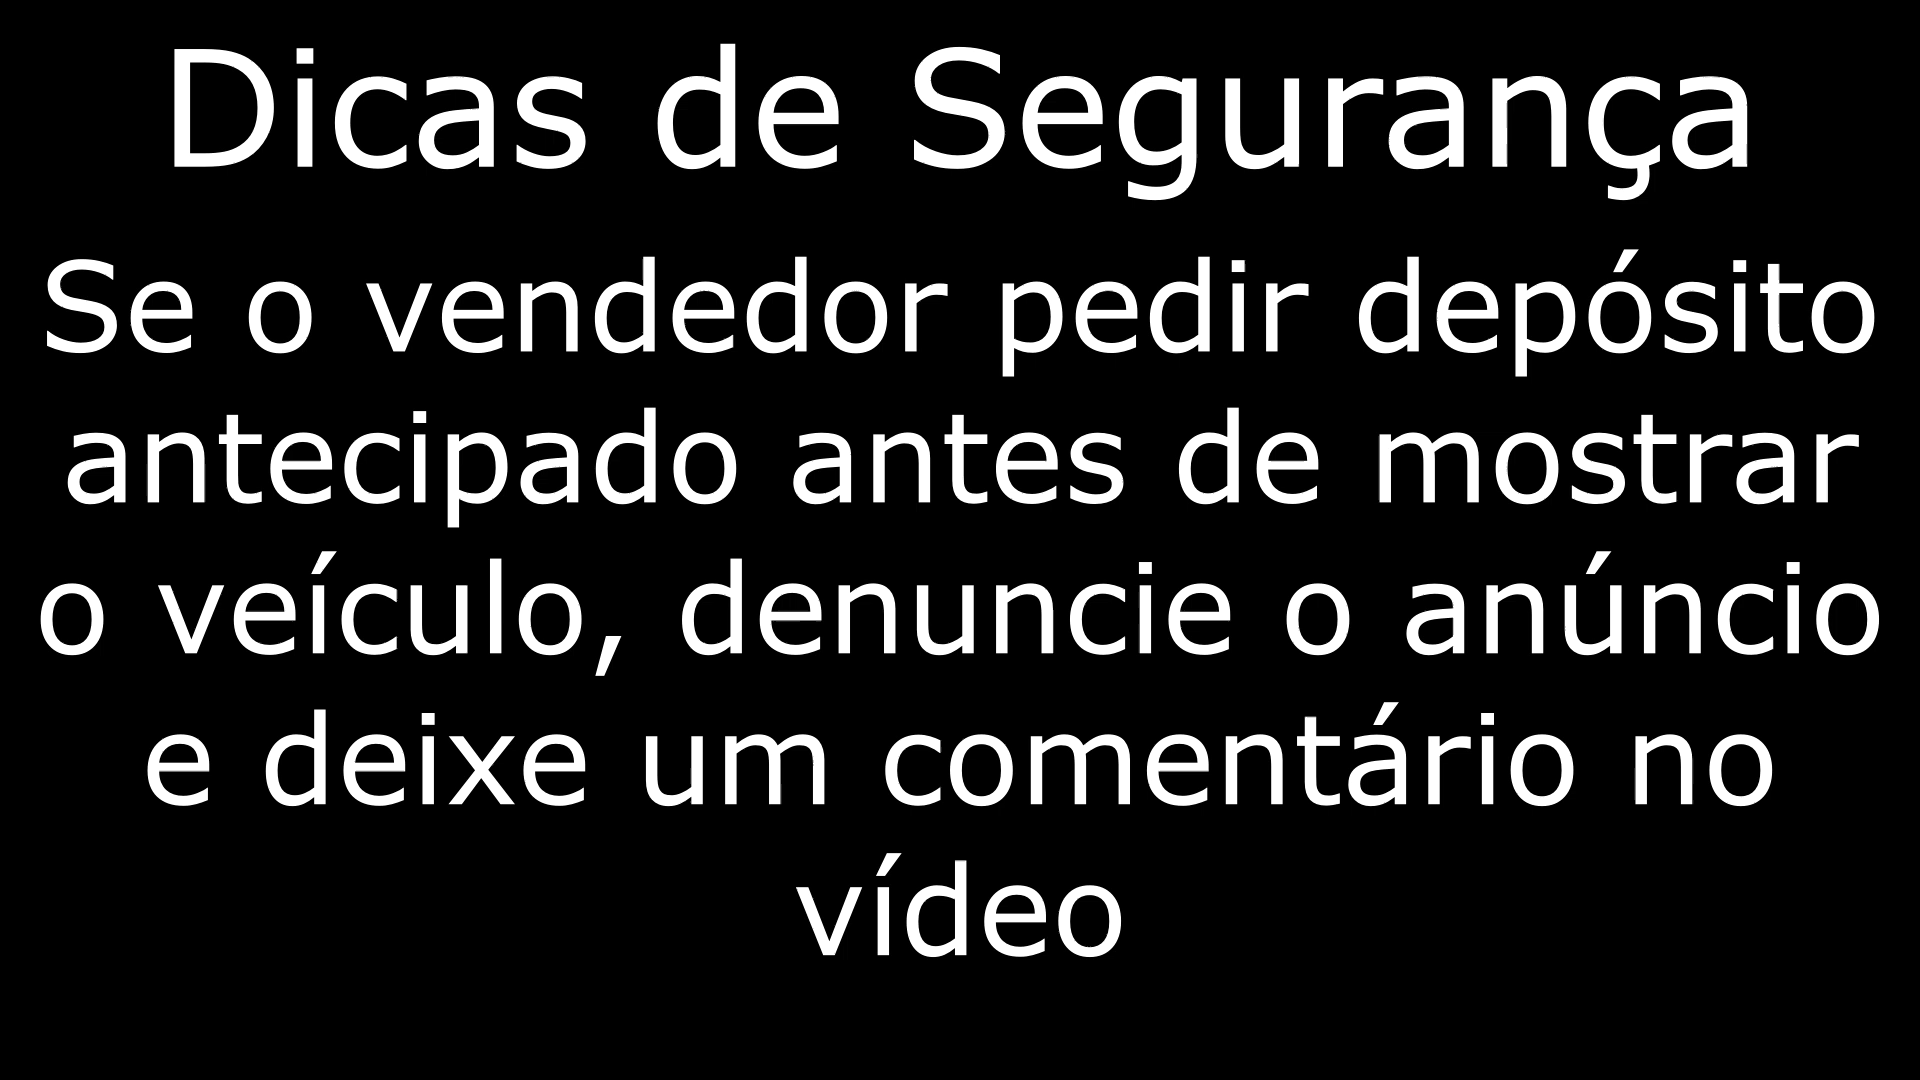 Dicas de Segurança
Se o vendedor pedir depósito
antecipado antes de mostrar
o veículo, denuncie o anúncio
e deixe um comentário no
vídeo